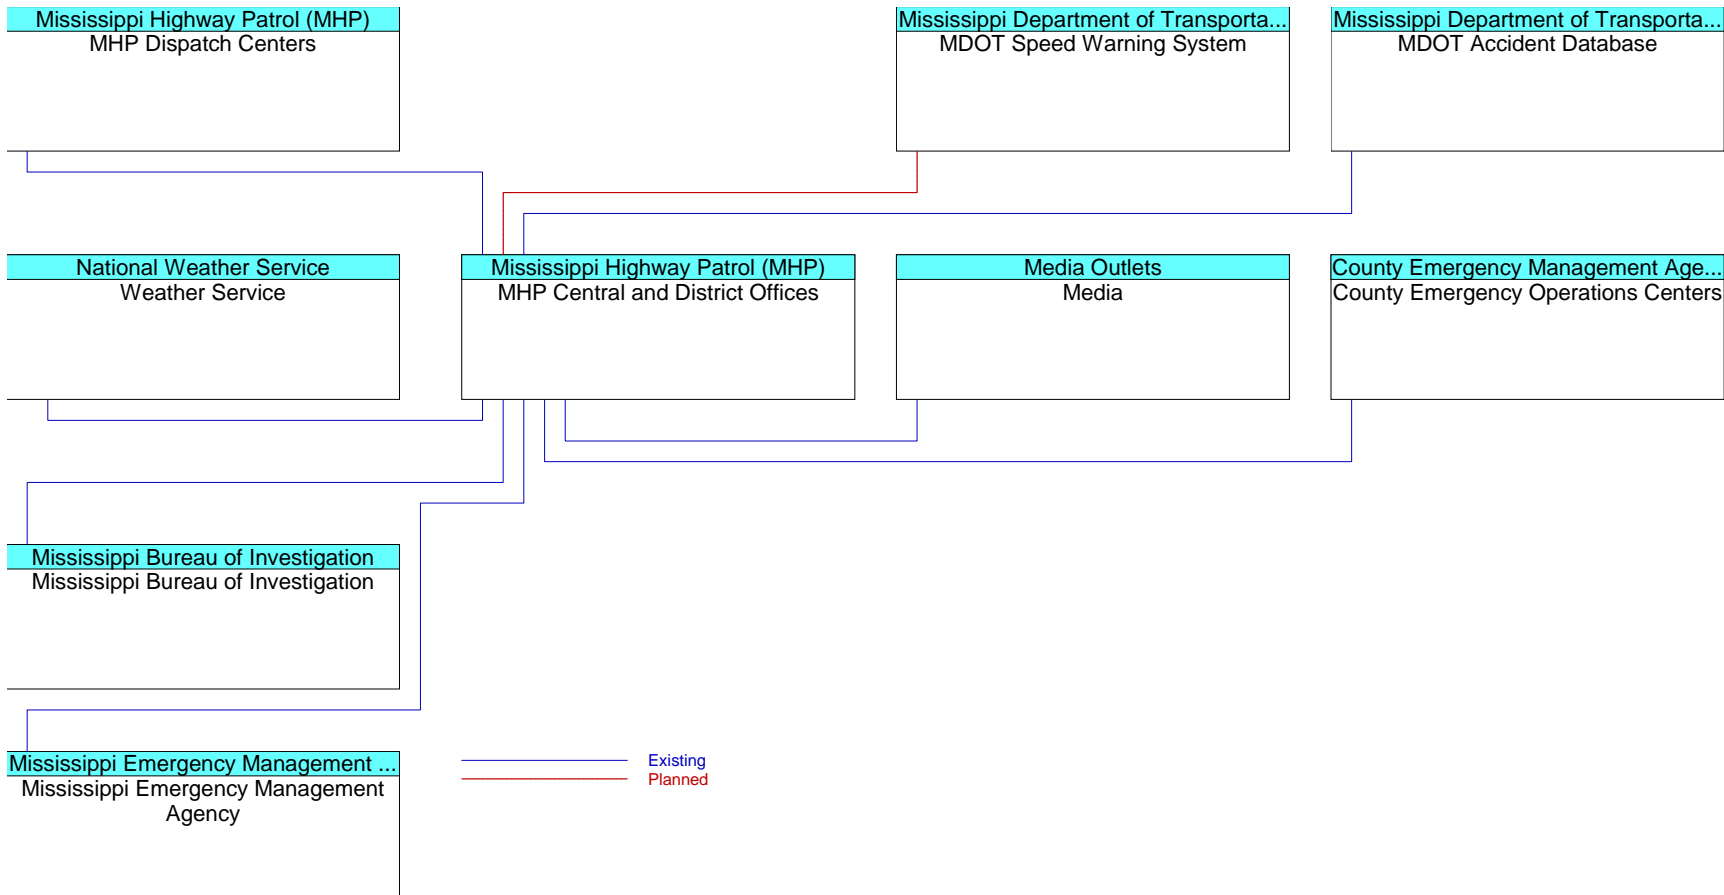 Mississippi Highway Patrol (MHP)
MHP Dispatch Centers
Mississippi Department of Transporta...
MDOT Speed Warning System
Mississippi Department of Transporta...
MDOT Accident Database
National Weather Service
Weather Service
Mississippi Highway Patrol (MHP)
MHP Central and District Offices
Media Outlets
Media
County Emergency Management Age...
County Emergency Operations Centers
Mississippi Bureau of Investigation
Mississippi Bureau of Investigation
Mississippi Emergency Management ...
Mississippi Emergency Management
Agency
Existing
Planned